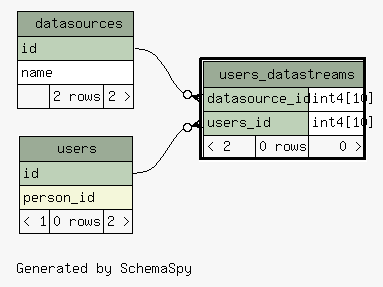 datasources
id
name
2 rows 2 >
users_datastreams
datasource_id int4[10]
users_id int4[10]
< 2 0 rows 0 >
users
id
person_id
< 1 0 rows 2 >
Generated by SchemaSpy